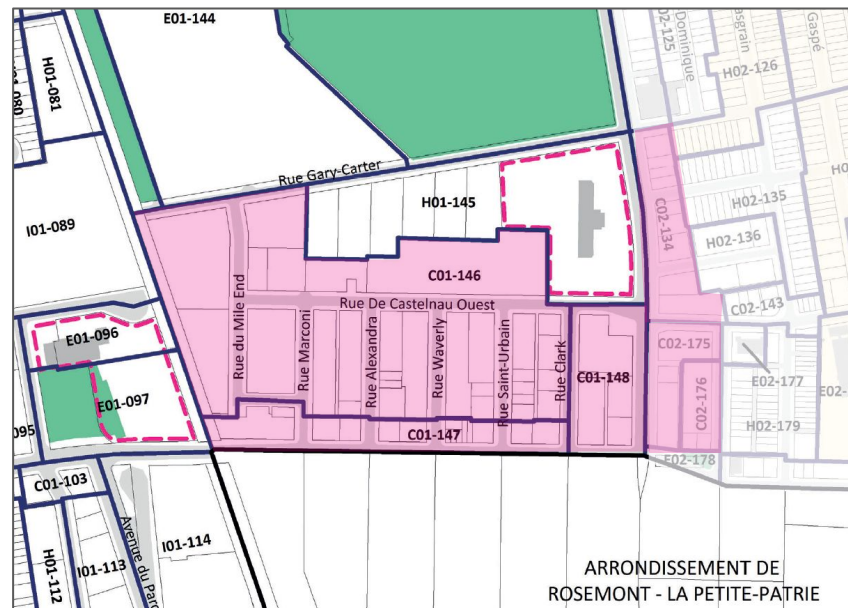 E01-144
C02-125
Dominique
asgrain
Gaspé
H01-081
080
H02-126
Rue Gary-Carter
H01-145
C02-134
H02-135
H0
I01-089
H02-136
C01-146
C02-143
Rue du Mile End
Rue De Castelnau Ouest
Rue Marconi
Rue Alexandra
Rue Waverly
Rue Saint-Urbain
Rue Clark
C01-148
C02-175
C02-176
E02-177
E02-
E01-096
E01-097
095
C01-147
H02-179
E02-178
C01-103
Avenue du Parc
I01-114
H01-112
I01-113
ARRONDISSEMENT DE
ROSEMONT - LA PETITE-PATRIE